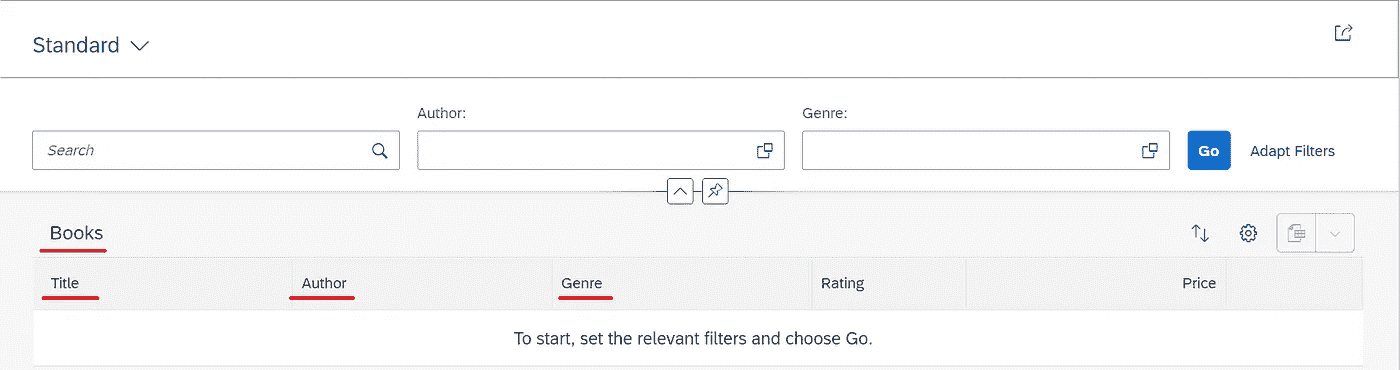 Standard
Author: Genre:
Search Go Adapt Filters
Books
Title Author Genre Rating Price
To start, set the relevant filters and choose Go.